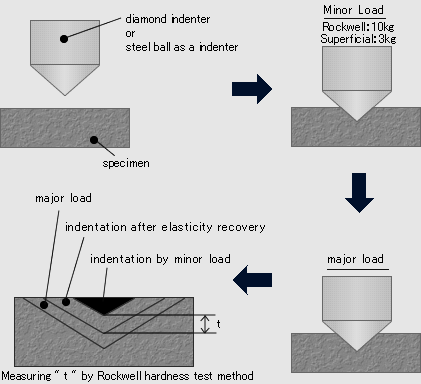 diamond indenter
or
steel ball as a indenter
specimen
Minor Load
Rockwell:10kg
Superficial:3kg
major load
major load
indentation after elasticity recovery
indentation by minor load
t
Measuring " t " by Rockwell hardness test method